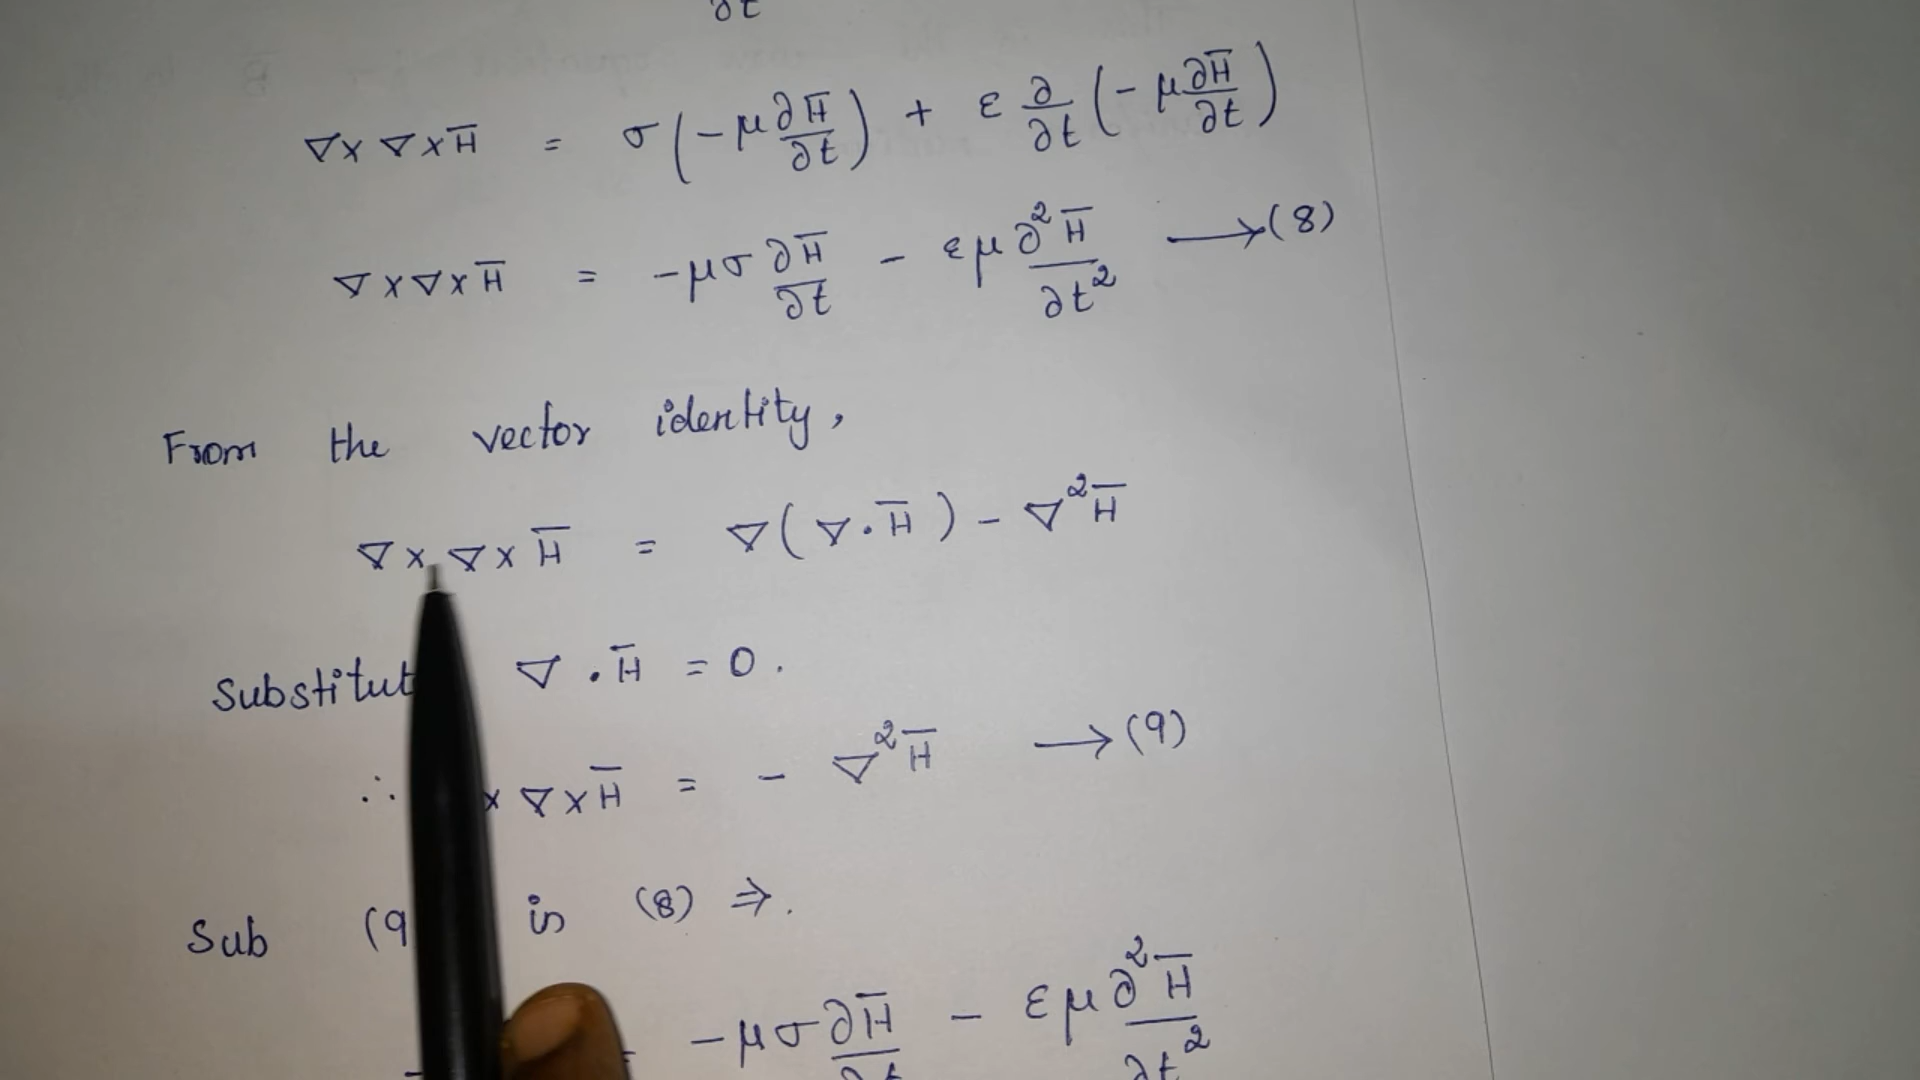 ∂t
∇×∇×H̅ = σ(-μ ∂H̅/∂t) + ε ∂/∂t (-μ ∂H̅/∂t)
∇×∇×H̅ = -μσ ∂H̅/∂t - εμ ∂²H̅/∂t² ⟶(8)
From the vector identity,
∇×∇×H̅ = ∇(∇.H̅) - ∇²H̅
Substitut ∇.H̅ = 0.
∴ × ∇×H̅ = - ∇²H̅ ⟶(9)
Sub (9 in (8) ⇒.
- = -μσ ∂H̅/∂t - εμ ∂²H̅/∂t²